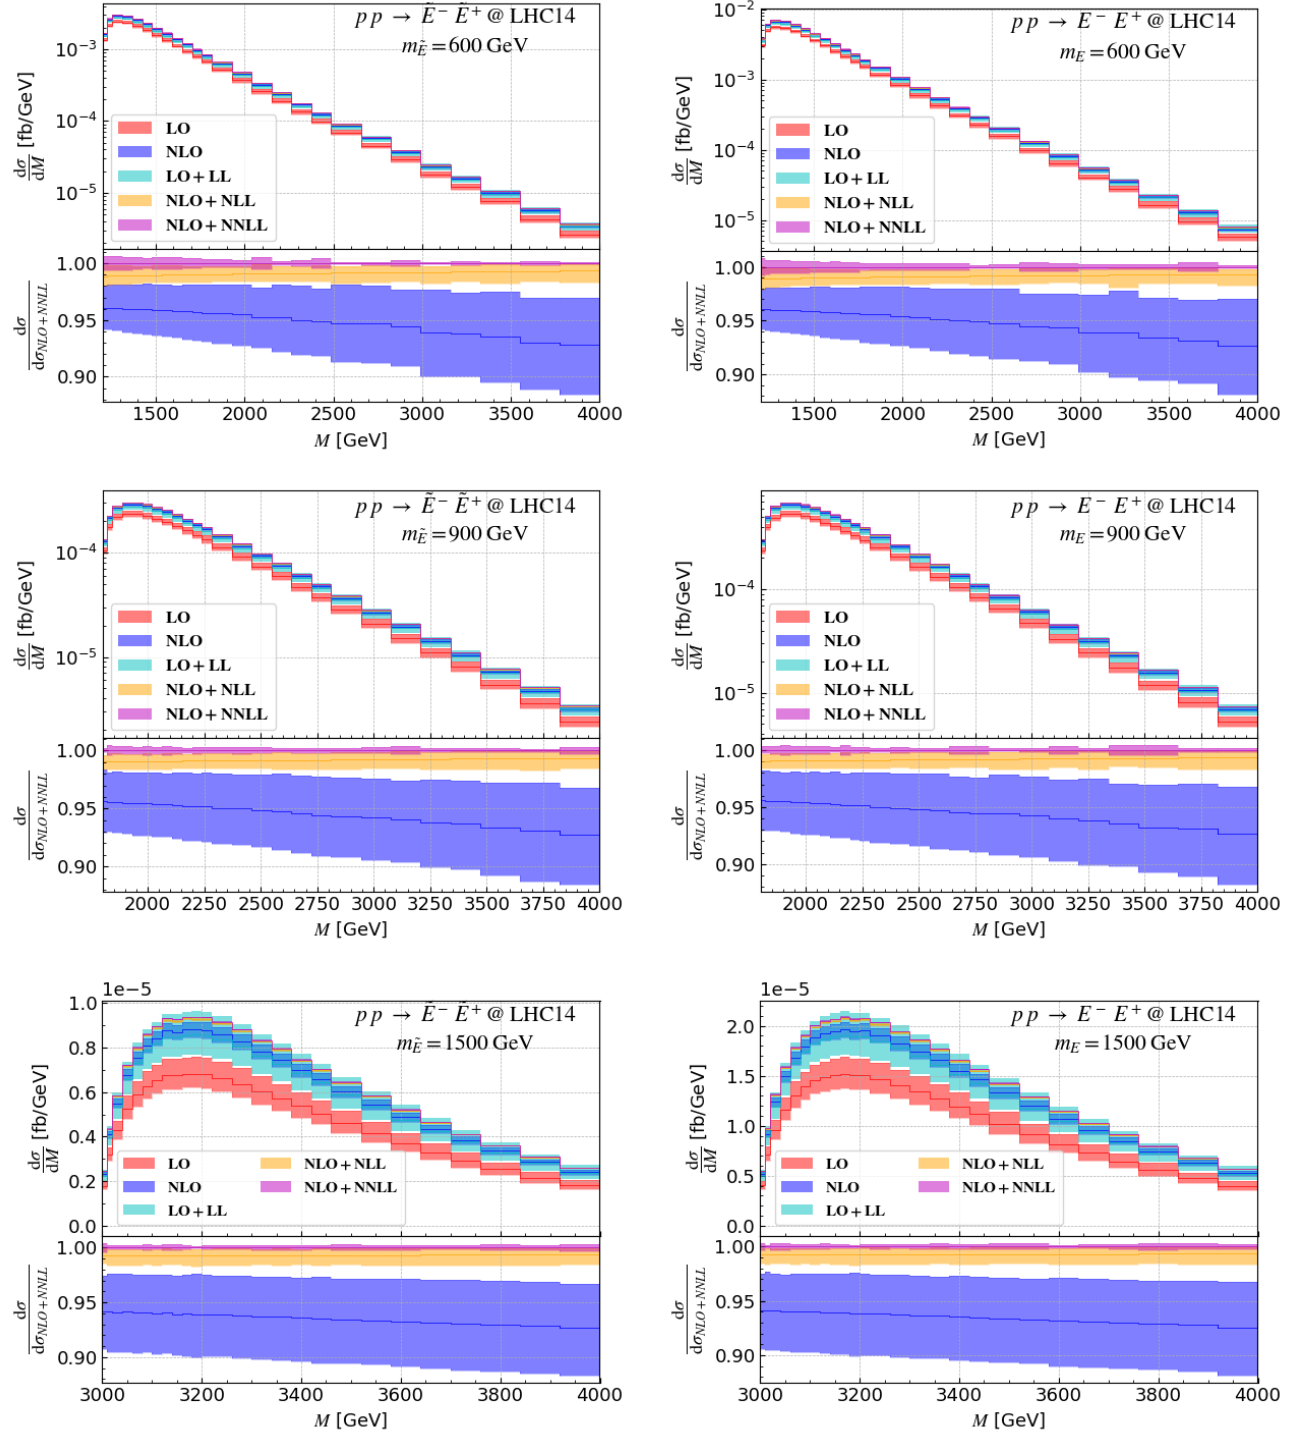 p p → Ẽ⁻ Ẽ⁺ @ LHC14
m_Ẽ = 600 GeV
10⁻³
10⁻⁴
10⁻⁵
dσ/dM [fb/GeV]
LO
NLO
LO+LL
NLO+NLL
NLO+NNLL
1.00
0.95
0.90
dσ/dσ_NLO+NNLL
1500 2000 2500 3000 3500 4000
M [GeV]
p p → E⁻ E⁺ @ LHC14
m_E = 600 GeV
10⁻²
10⁻³
10⁻⁴
10⁻⁵
dσ/dM [fb/GeV]
LO
NLO
LO+LL
NLO+NLL
NLO+NNLL
1.00
0.95
0.90
dσ/dσ_NLO+NNLL
1500 2000 2500 3000 3500 4000
M [GeV]
p p → Ẽ⁻ Ẽ⁺ @ LHC14
m_Ẽ = 900 GeV
10⁻⁴
10⁻⁵
dσ/dM [fb/GeV]
LO
NLO
LO+LL
NLO+NLL
NLO+NNLL
1.00
0.95
0.90
dσ/dσ_NLO+NNLL
2000 2250 2500 2750 3000 3250 3500 3750 4000
M [GeV]
p p → E⁻ E⁺ @ LHC14
m_E = 900 GeV
10⁻⁴
10⁻⁵
dσ/dM [fb/GeV]
LO
NLO
LO+LL
NLO+NLL
NLO+NNLL
1.00
0.95
0.90
dσ/dσ_NLO+NNLL
2000 2250 2500 2750 3000 3250 3500 3750 4000
M [GeV]
1e−5
p p → Ẽ⁻ Ẽ⁺ @ LHC14
m_Ẽ = 1500 GeV
1.0
0.8
0.6
0.4
0.2
0.0
dσ/dM [fb/GeV]
LO NLO+NLL
NLO NLO+NNLL
LO+LL
1.00
0.95
0.90
dσ/dσ_NLO+NNLL
3000 3200 3400 3600 3800 4000
M [GeV]
1e−5
p p → E⁻ E⁺ @ LHC14
m_E = 1500 GeV
2.0
1.5
1.0
0.5
0.0
dσ/dM [fb/GeV]
LO NLO+NLL
NLO NLO+NNLL
LO+LL
1.00
0.95
0.90
dσ/dσ_NLO+NNLL
3000 3200 3400 3600 3800 4000
M [GeV]